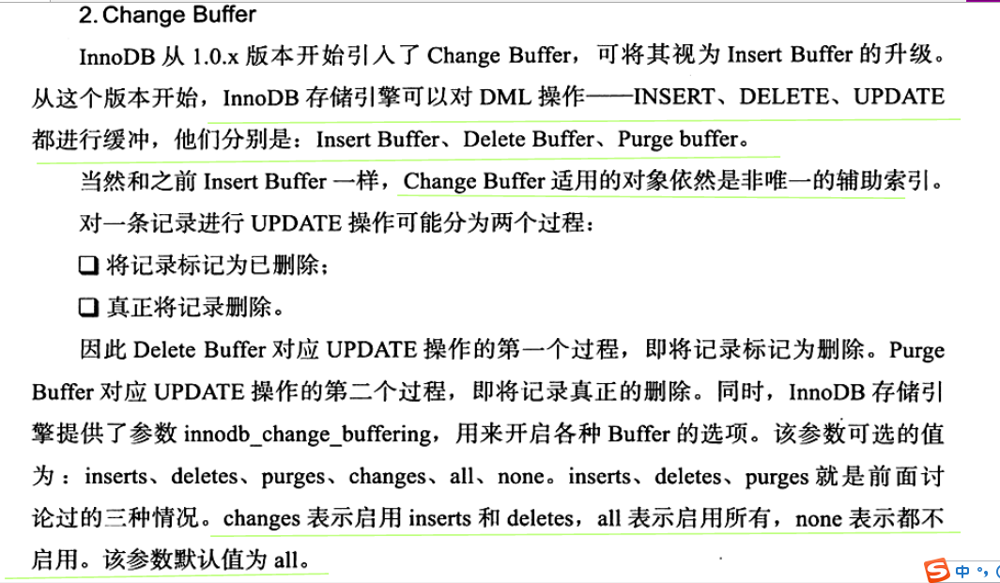 2. Change Buffer
InnoDB 从 1.0.x 版本开始引入了 Change Buffer，可将其视为 Insert Buffer 的升级。
从这个版本开始，InnoDB 存储引擎可以对 DML 操作——INSERT、DELETE、UPDATE
都进行缓冲，他们分别是：Insert Buffer、Delete Buffer、Purge buffer。
当然和之前 Insert Buffer 一样，Change Buffer 适用的对象依然是非唯一的辅助索引。
对一条记录进行 UPDATE 操作可能分为两个过程：
❏ 将记录标记为已删除；
❏ 真正将记录删除。
因此 Delete Buffer 对应 UPDATE 操作的第一个过程，即将记录标记为删除。Purge
Buffer 对应 UPDATE 操作的第二个过程，即将记录真正的删除。同时，InnoDB 存储引
擎提供了参数 innodb_change_buffering，用来开启各种 Buffer 的选项。该参数可选的值
为：inserts、deletes、purges、changes、all、none。inserts、deletes、purges 就是前面讨
论过的三种情况。changes 表示启用 inserts 和 deletes，all 表示启用所有，none 表示都不
启用。该参数默认值为 all。
S 中 °,